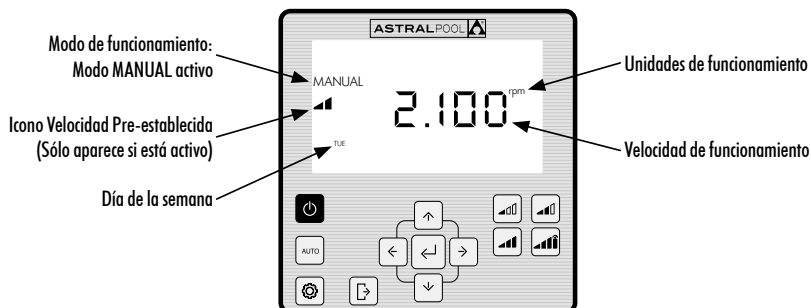 ASTRALPOOL
Modo de funcionamiento:
Modo MANUAL activo
Icono Velocidad Pre-establecida
(Sólo aparece si está activo)
Día de la semana
MANUAL
2.100
rpm
TUE
AUTO
Unidades de funcionamiento
Velocidad de funcionamiento